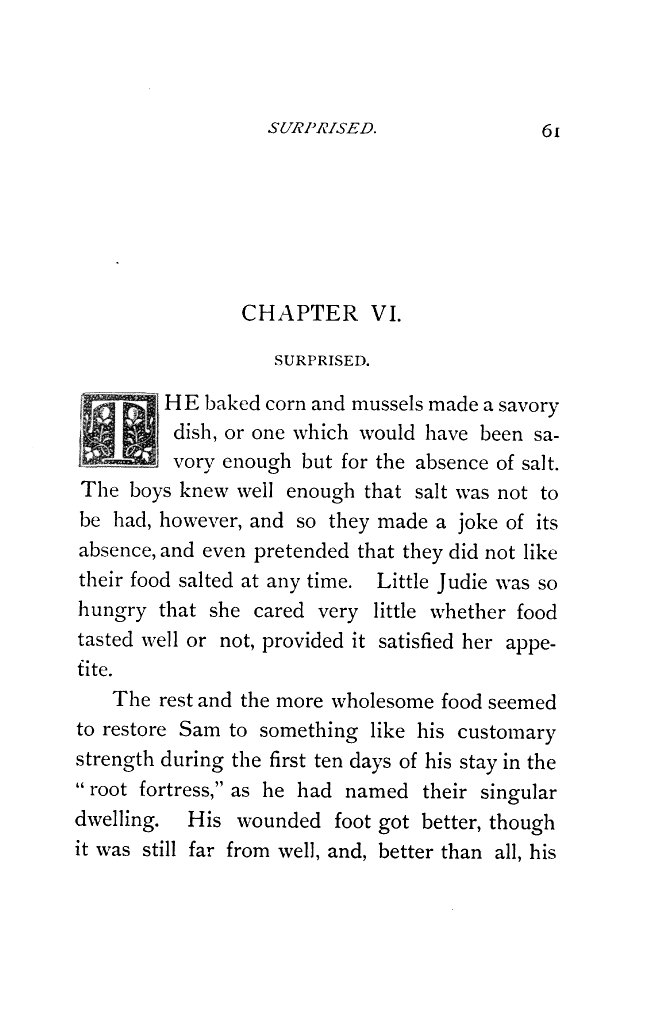 SURPRISED. 61
CHAPTER VI.
SURPRISED.
THE baked corn and mussels made a savory
dish, or one which would have been sa-
vory enough but for the absence of salt.
The boys knew well enough that salt was not to
be had, however, and so they made a joke of its
absence, and even pretended that they did not like
their food salted at any time. Little Judie was so
hungry that she cared very little whether food
tasted well or not, provided it satisfied her appe-
tite.
The rest and the more wholesome food seemed
to restore Sam to something like his customary
strength during the first ten days of his stay in the
“root fortress,” as he had named their singular
dwelling. His wounded foot got better, though
it was still far from well, and, better than all, his